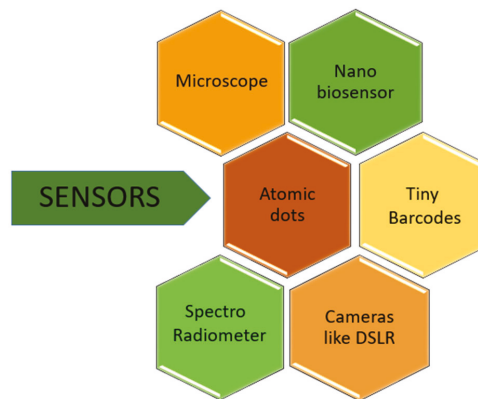 Microscope
Nano
biosensor
SENSORS
Atomic
dots
Tiny
Barcodes
Spectro
Radiometer
Cameras
like DSLR